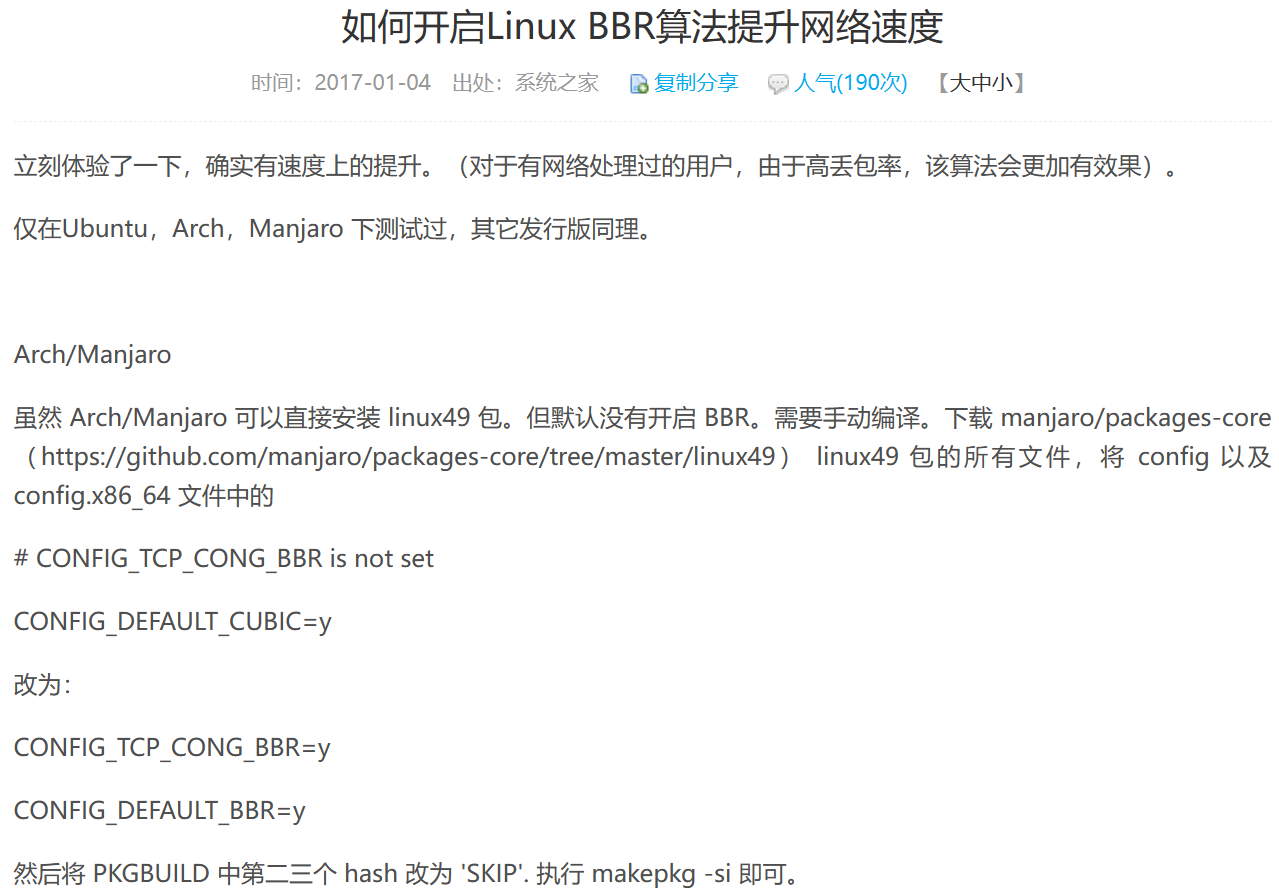 如何开启Linux BBR算法提升网络速度
时间：2017-01-04 出处：系统之家 复制分享 人气(190次) 【大中小】
立刻体验了一下，确实有速度上的提升。（对于有网络处理过的用户，由于高丢包率，该算法会更加有效果）。
仅在Ubuntu，Arch，Manjaro 下测试过，其它发行版同理。
Arch/Manjaro
虽然 Arch/Manjaro 可以直接安装 linux49 包。但默认没有开启 BBR。需要手动编译。下载 manjaro/packages-core
（https://github.com/manjaro/packages-core/tree/master/linux49） linux49 包的所有文件，将 config 以及
config.x86_64 文件中的
# CONFIG_TCP_CONG_BBR is not set
CONFIG_DEFAULT_CUBIC=y
改为：
CONFIG_TCP_CONG_BBR=y
CONFIG_DEFAULT_BBR=y
然后将 PKGBUILD 中第二三个 hash 改为 'SKIP'. 执行 makepkg -si 即可。